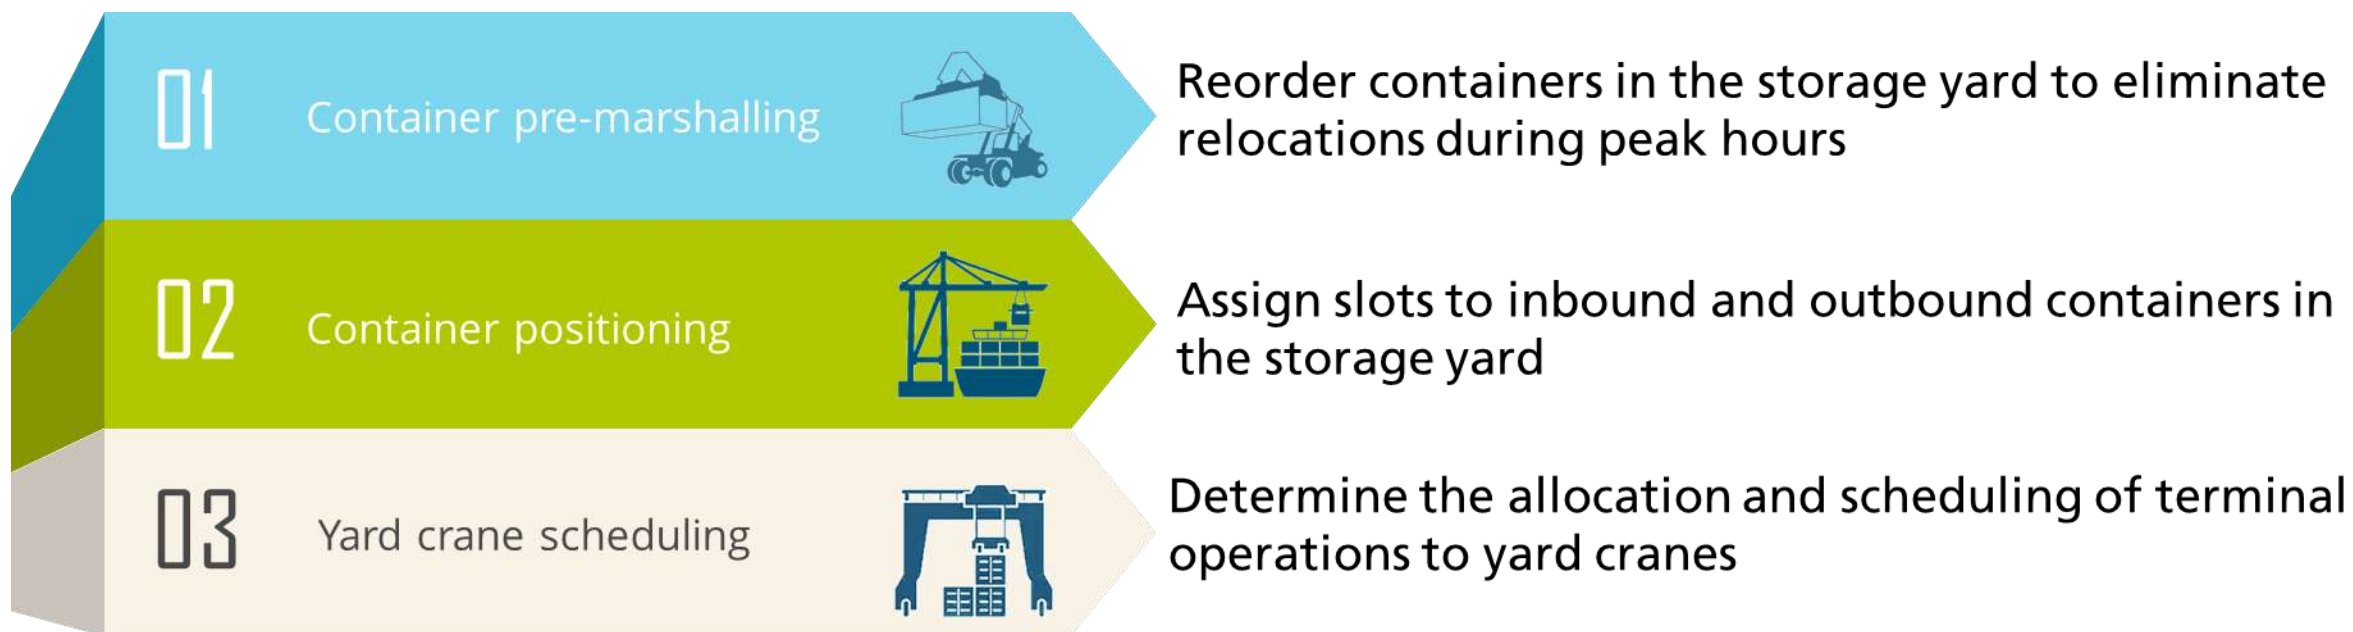 01
Container pre-marshalling
Reorder containers in the storage yard to eliminate
relocations during peak hours
02
Container positioning
Assign slots to inbound and outbound containers in
the storage yard
03
Yard crane scheduling
Determine the allocation and scheduling of terminal
operations to yard cranes